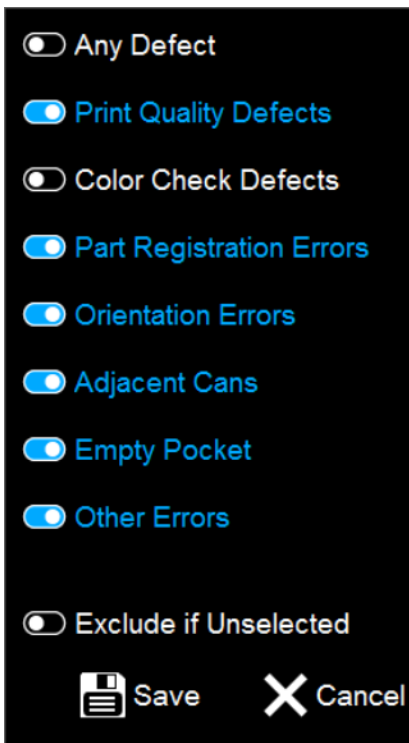 Any Defect
Print Quality Defects
Color Check Defects
Part Registration Errors
Orientation Errors
Adjacent Cans
Empty Pocket
Other Errors
Exclude if Unselected
Save Cancel